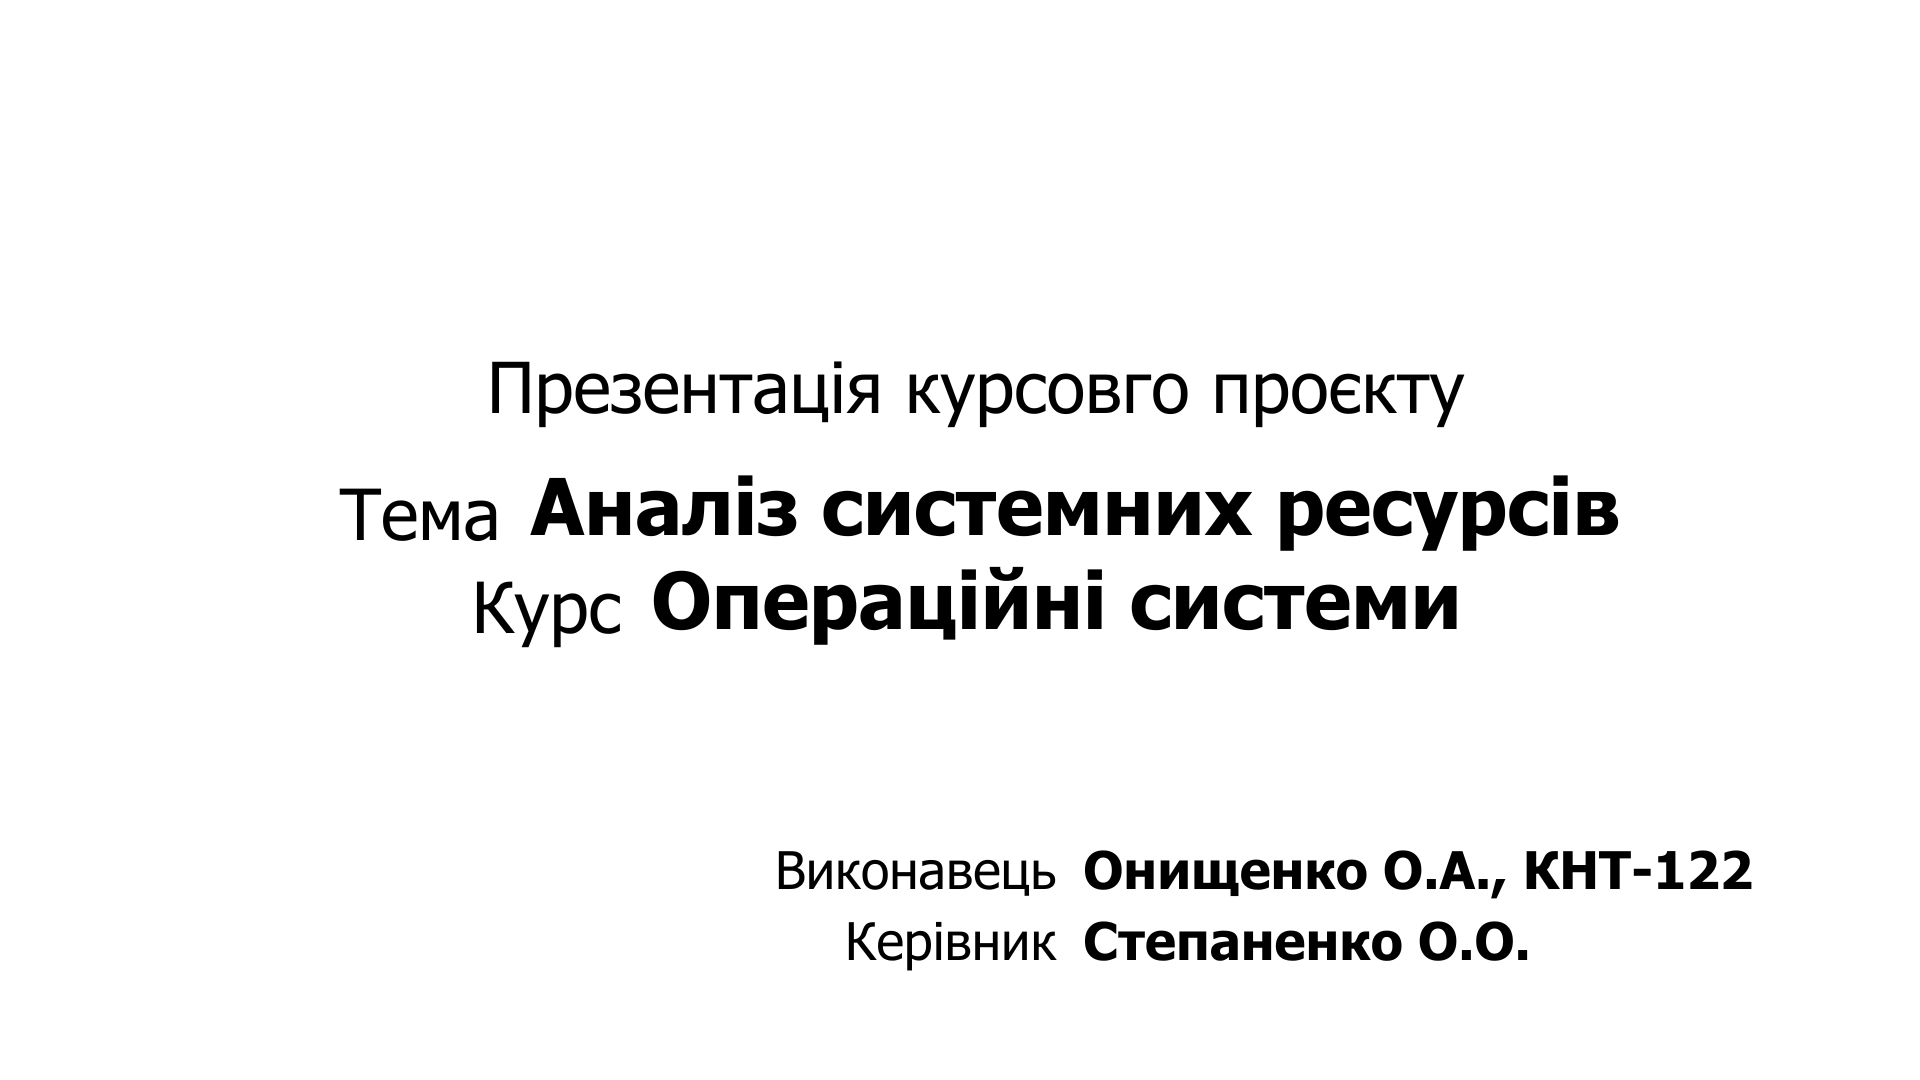 Презентація курсовго проєкту
Тема Аналіз системних ресурсів
Курс Операційні системи
Виконавець Онищенко О.А., КНТ-122
Керівник Степаненко О.О.